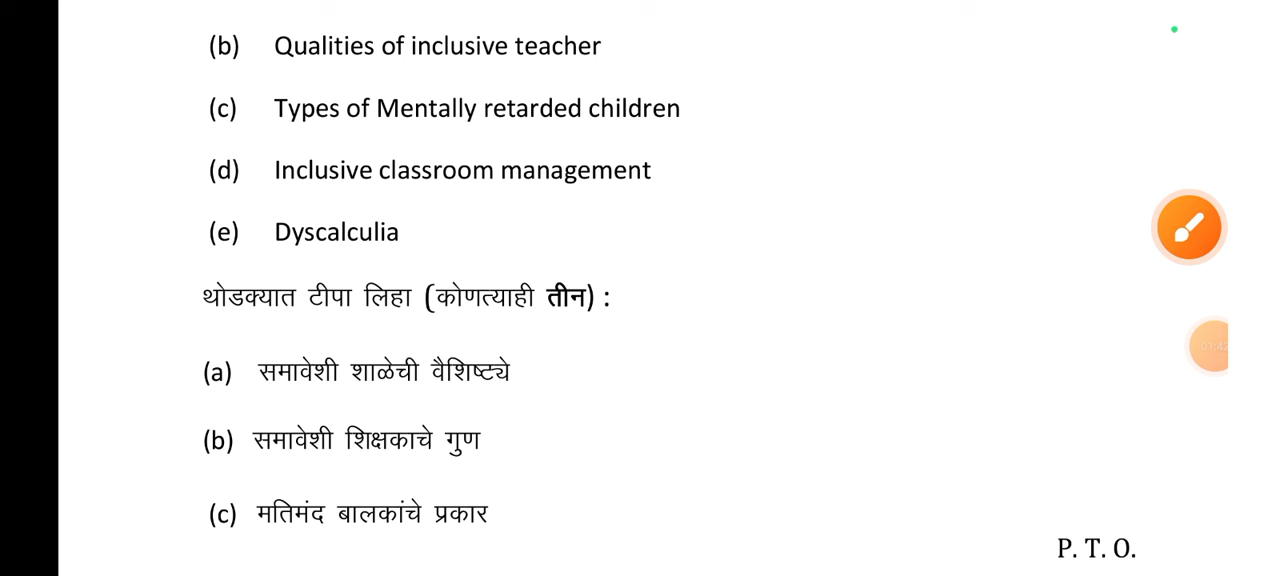 (b) Qualities of inclusive teacher
(c) Types of Mentally retarded children
(d) Inclusive classroom management
(e) Dyscalculia
थोडक्यात टीपा लिहा (कोणत्याही तीन) :
(a) समावेशी शाळेची वैशिष्ट्ये
(b) समावेशी शिक्षकाचे गुण
(c) मतिमंद बालकांचे प्रकार
P. T. O.